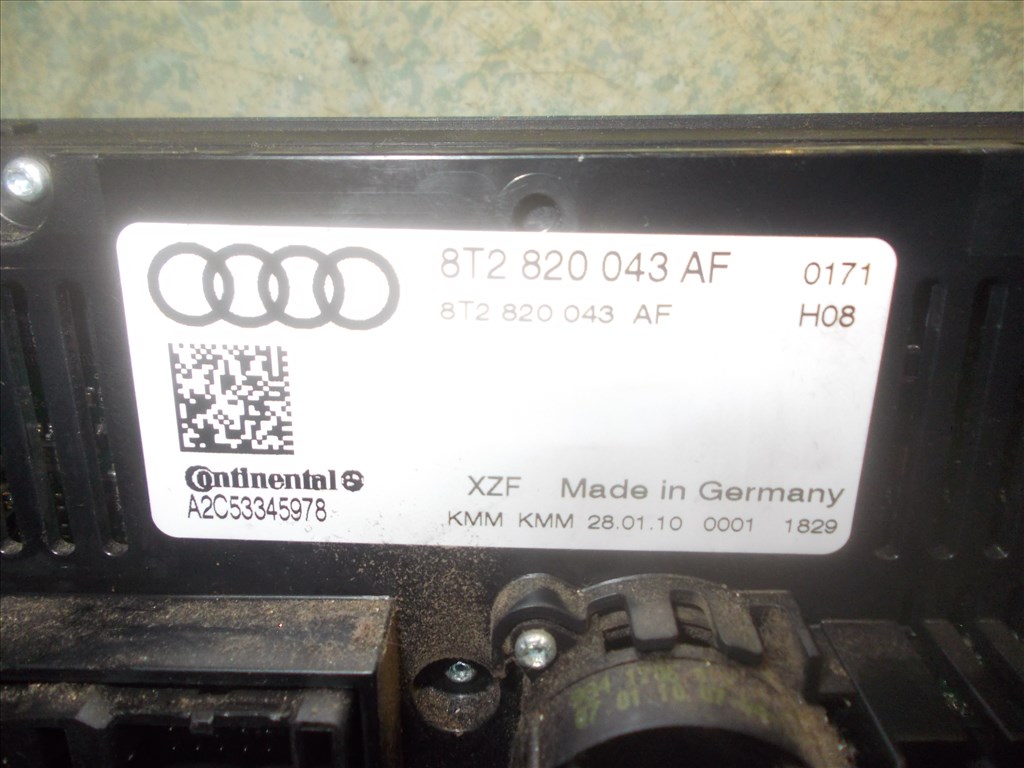 8T2 820 043 AF 0171
8T2 820 043 AF H08
Continental
A2C53345978
XZF Made in Germany
KMM KMM 28.01.10 0001 1829